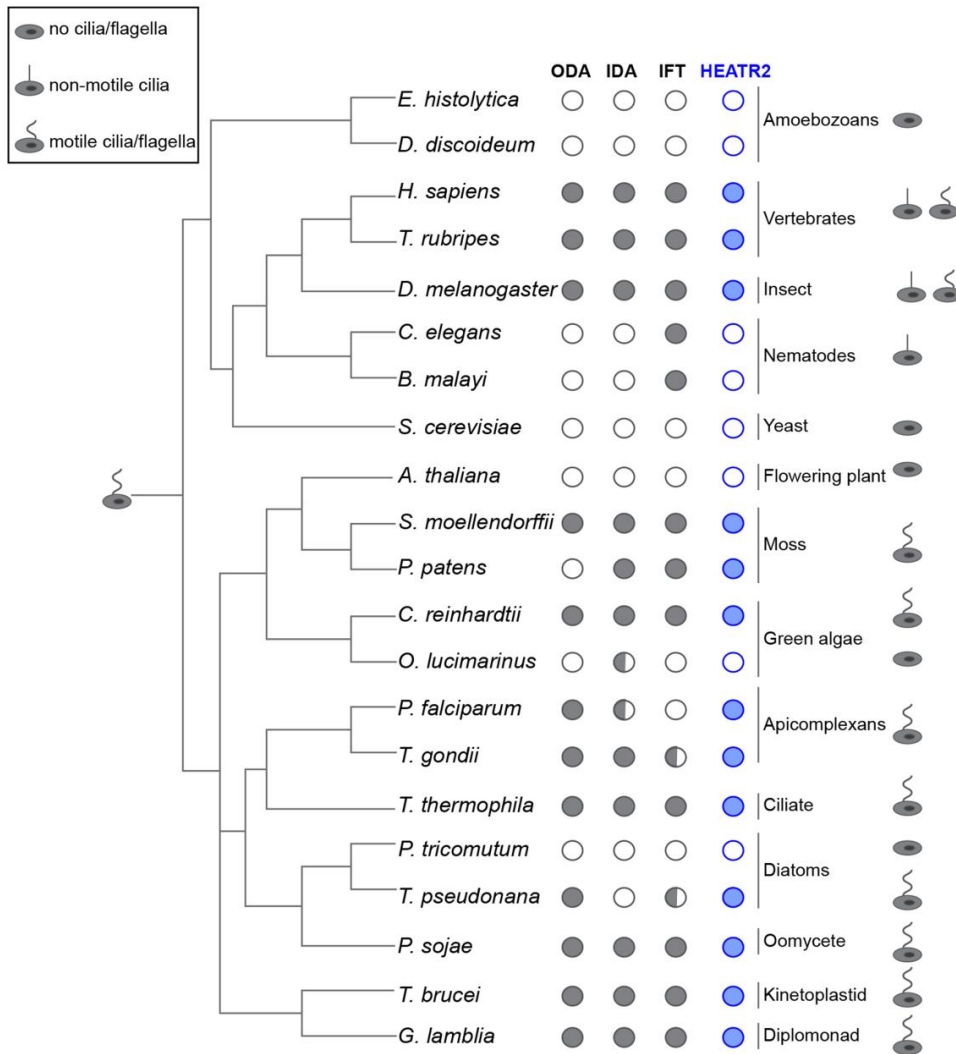 no cilia/flagella
non-motile cilia
motile cilia/flagella
ODA IDA IFT HEATR2
E. histolytica
Amoebozoans
D. discoideum
H. sapiens
Vertebrates
T. rubripes
D. melanogaster Insect
C. elegans
Nematodes
B. malayi
S. cerevisiae Yeast
A. thaliana Flowering plant
S. moellendorffii
Moss
P. patens
C. reinhardtii
Green algae
O. lucimarinus
P. falciparum
Apicomplexans
T. gondii
T. thermophila Ciliate
P. tricomutum
Diatoms
T. pseudonana
P. sojae Oomycete
T. brucei Kinetoplastid
G. lamblia Diplomonad